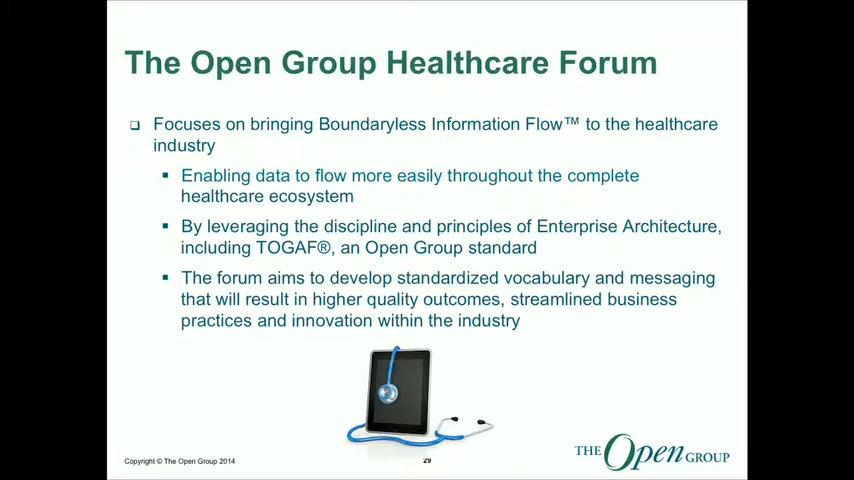 The Open Group Healthcare Forum
Focuses on bringing Boundaryless Information Flow™ to the healthcare
industry
Enabling data to flow more easily throughout the complete
healthcare ecosystem
By leveraging the discipline and principles of Enterprise Architecture,
including TOGAF®, an Open Group standard
The forum aims to develop standardized vocabulary and messaging
that will result in higher quality outcomes, streamlined business
practices and innovation within the industry
Copyright © The Open Group 2014
29
THE Open GROUP